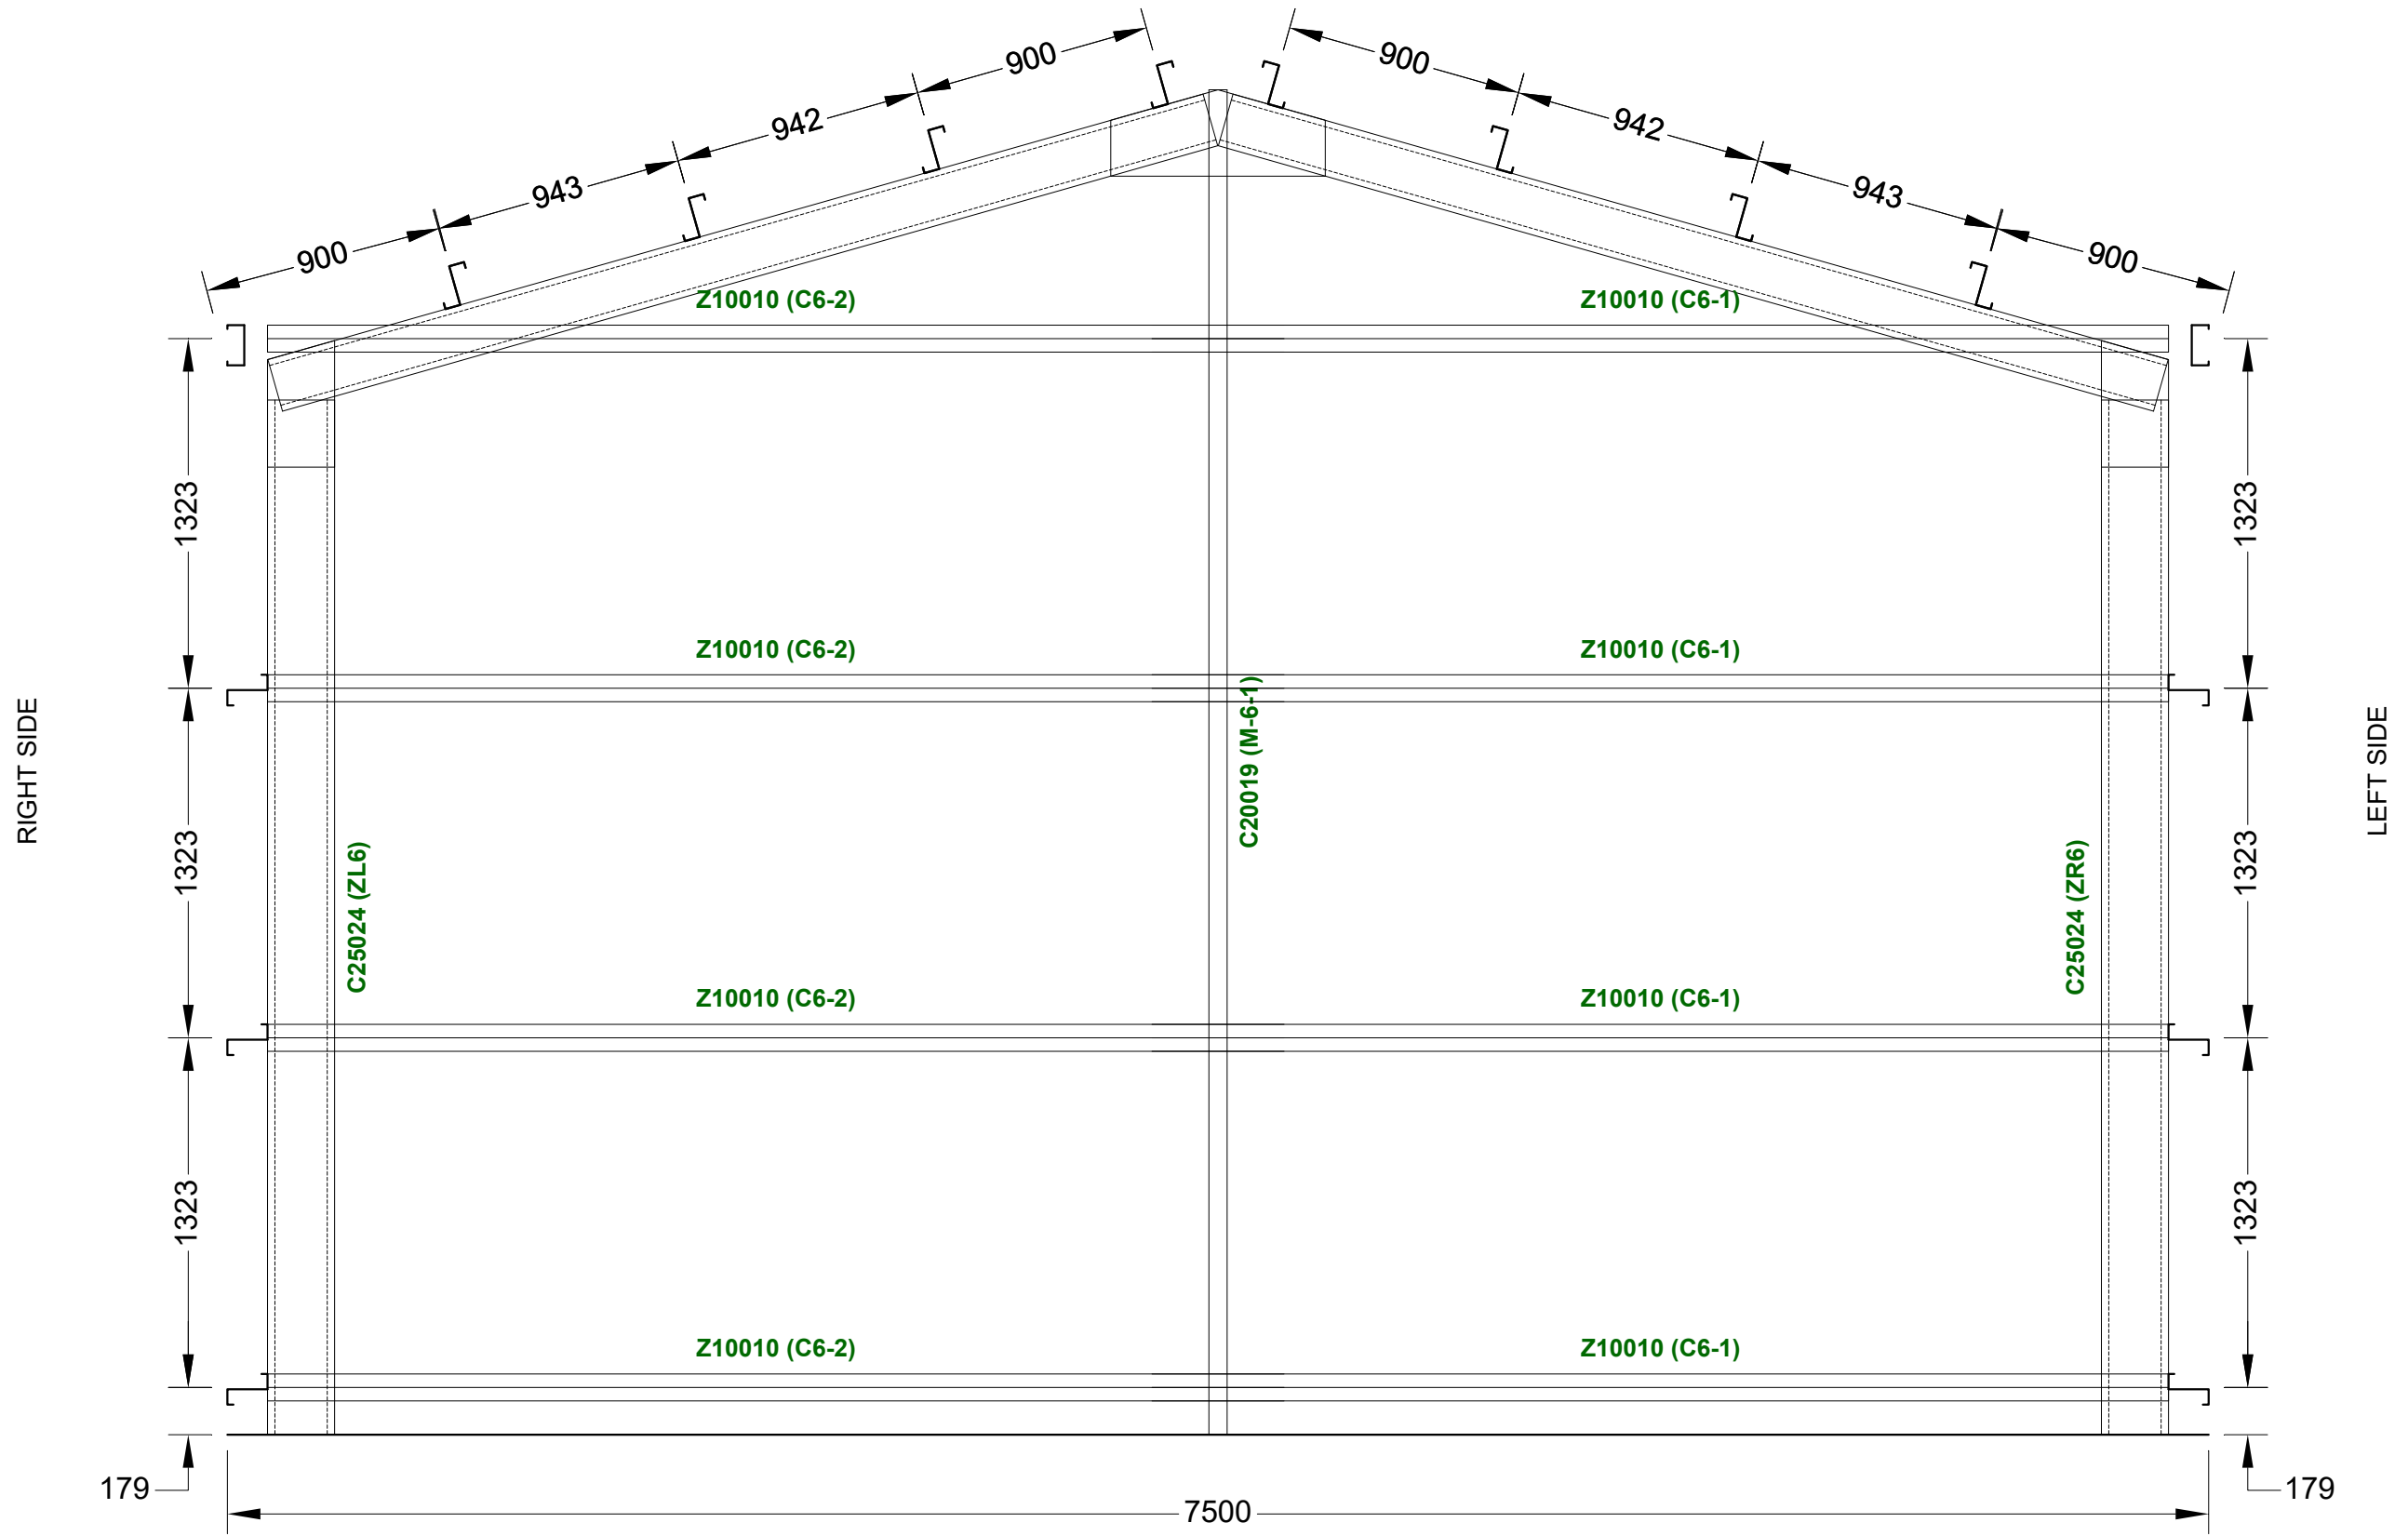 900
900
942
942
943
943
900
900
Z10010 (C6-2)
Z10010 (C6-1)
1323
1323
Z10010 (C6-2)
Z10010 (C6-1)
RIGHT SIDE
C20019 (M-6-1)
LEFT SIDE
1323
1323
C25024 (ZL6)
C25024 (ZR6)
Z10010 (C6-2)
Z10010 (C6-1)
1323
1323
Z10010 (C6-2)
Z10010 (C6-1)
179
179
7500